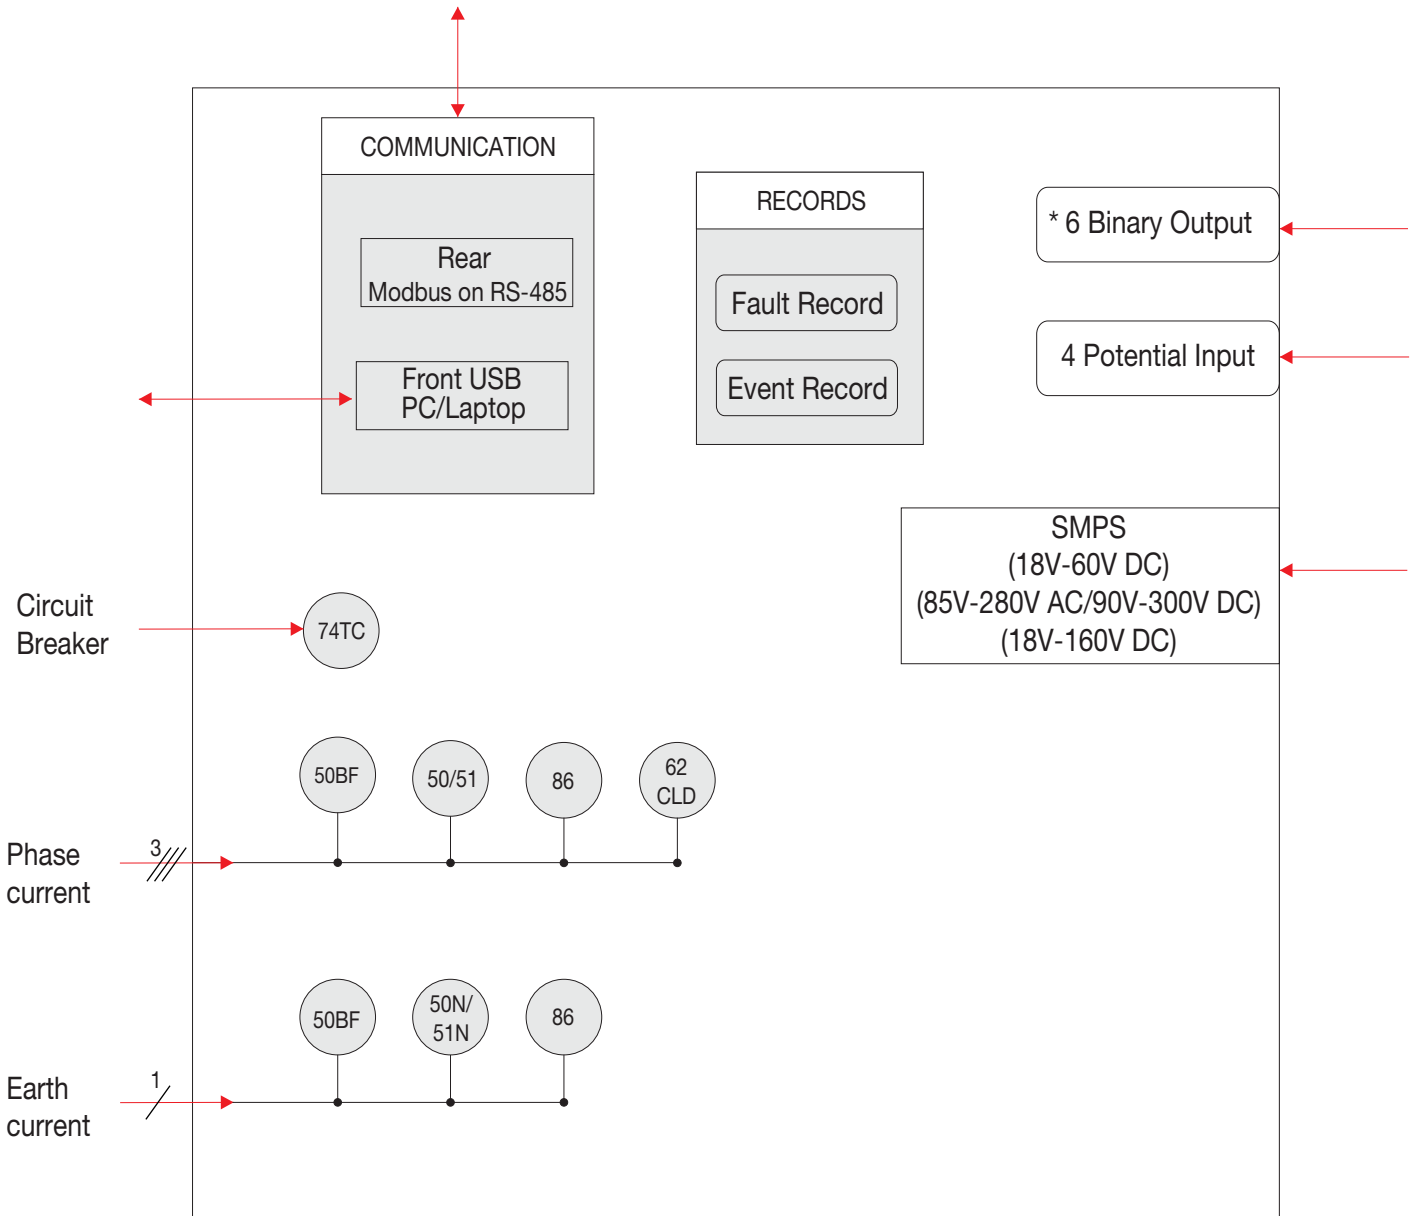 COMMUNICATION
Rear
Modbus on RS-485
Front USB
PC/Laptop
RECORDS
Fault Record
Event Record
* 6 Binary Output
4 Potential Input
SMPS
(18V-60V DC)
(85V-280V AC/90V-300V DC)
(18V-160V DC)
Circuit
Breaker
74TC
50BF
50/51
86
62
CLD
Phase
current
3
50BF
50N/
51N
86
Earth
current
1